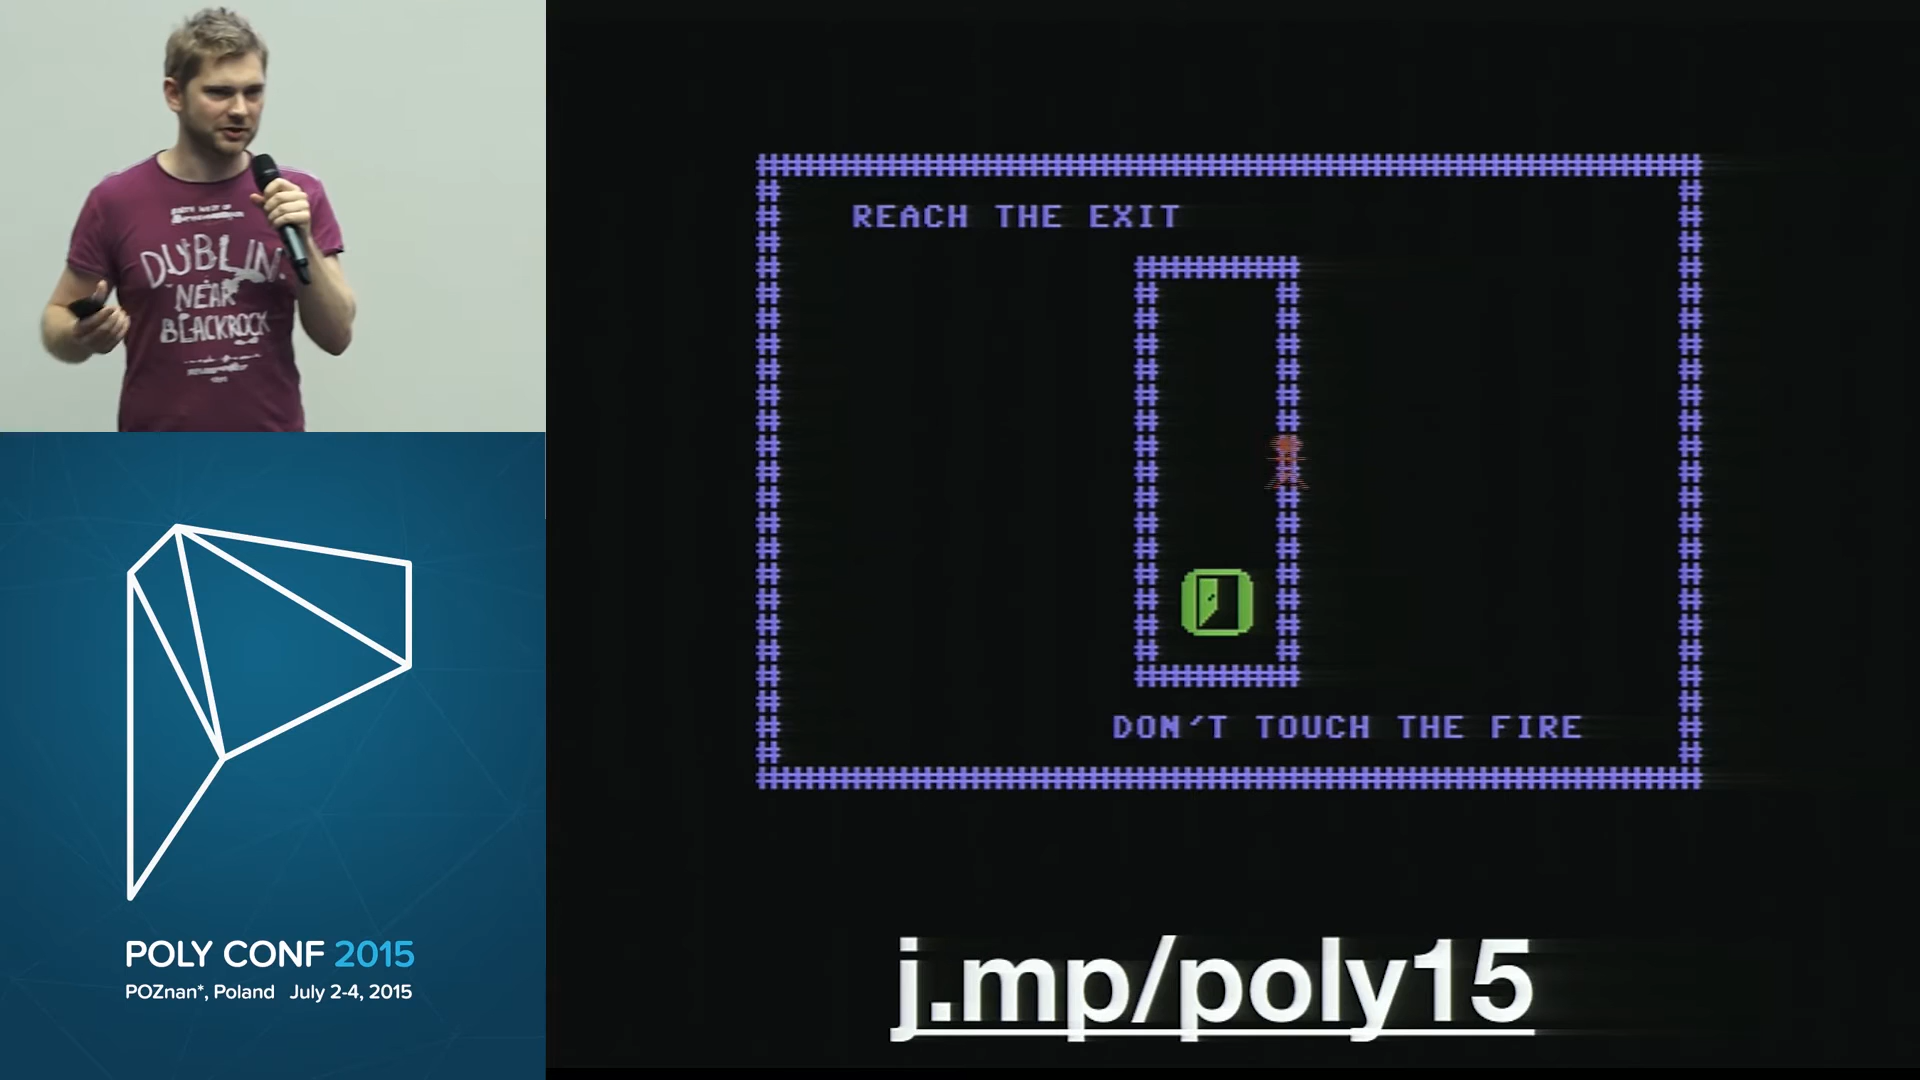 DUBLIN
NEAR
BLACKROCK
POLY CONF 2015
POZnan*, Poland July 2-4, 2015
REACH THE EXIT
DON'T TOUCH THE FIRE
j.mp/poly15